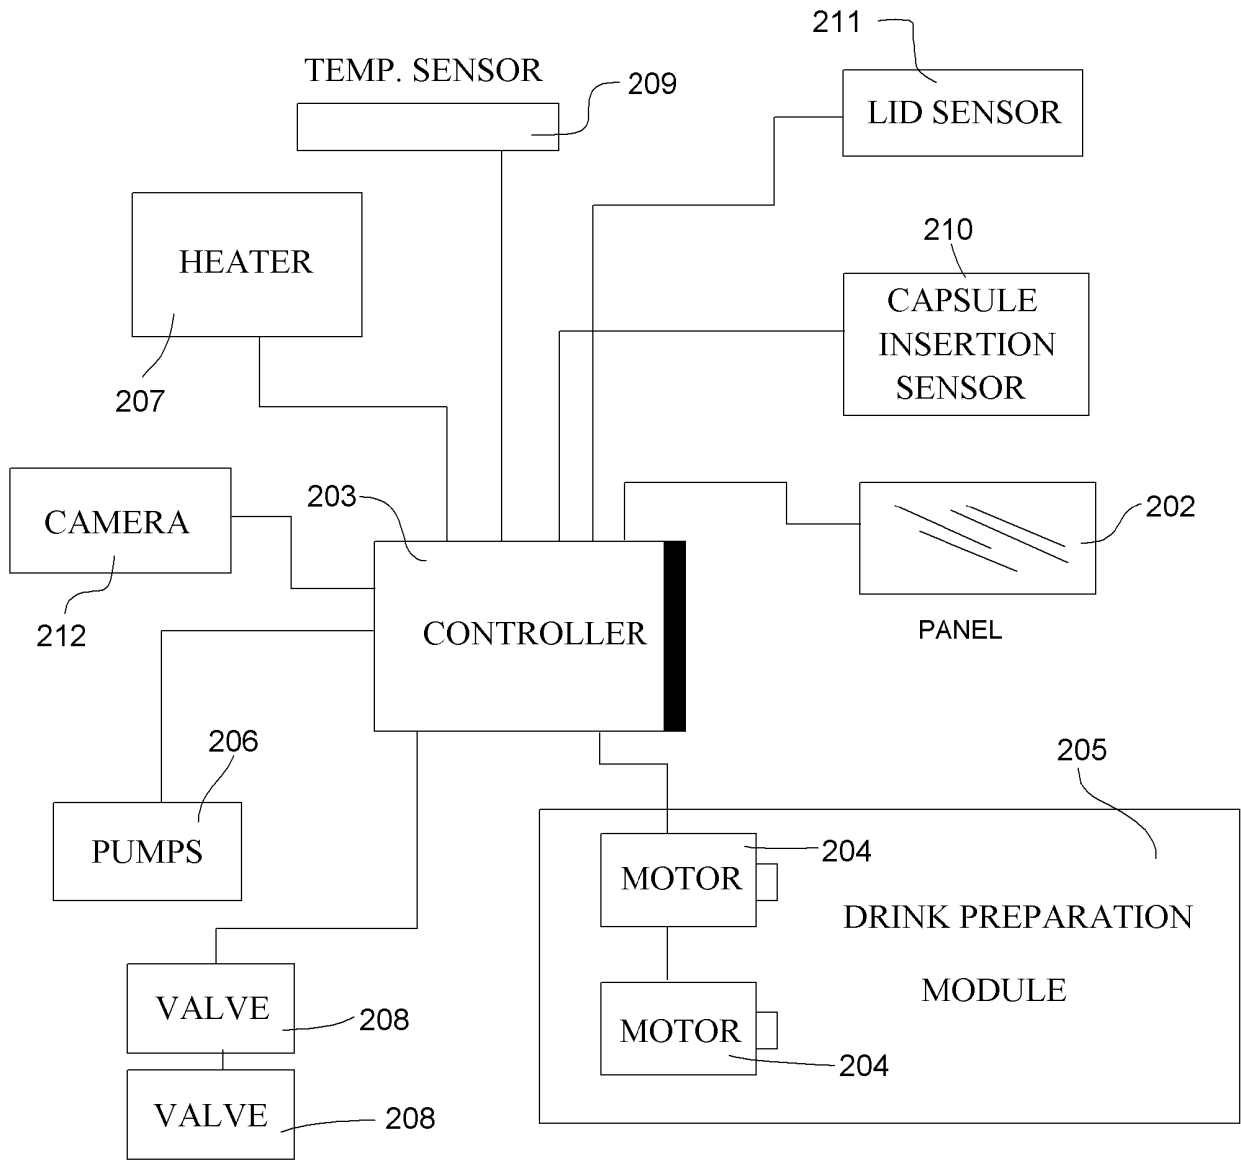 211
TEMP. SENSOR
209
LID SENSOR
210
HEATER
CAPSULE
INSERTION
SENSOR
207
203
202
CAMERA
212
CONTROLLER
PANEL
206
205
PUMPS
204
MOTOR
DRINK PREPARATION
MODULE
VALVE
208
MOTOR
204
VALVE
208